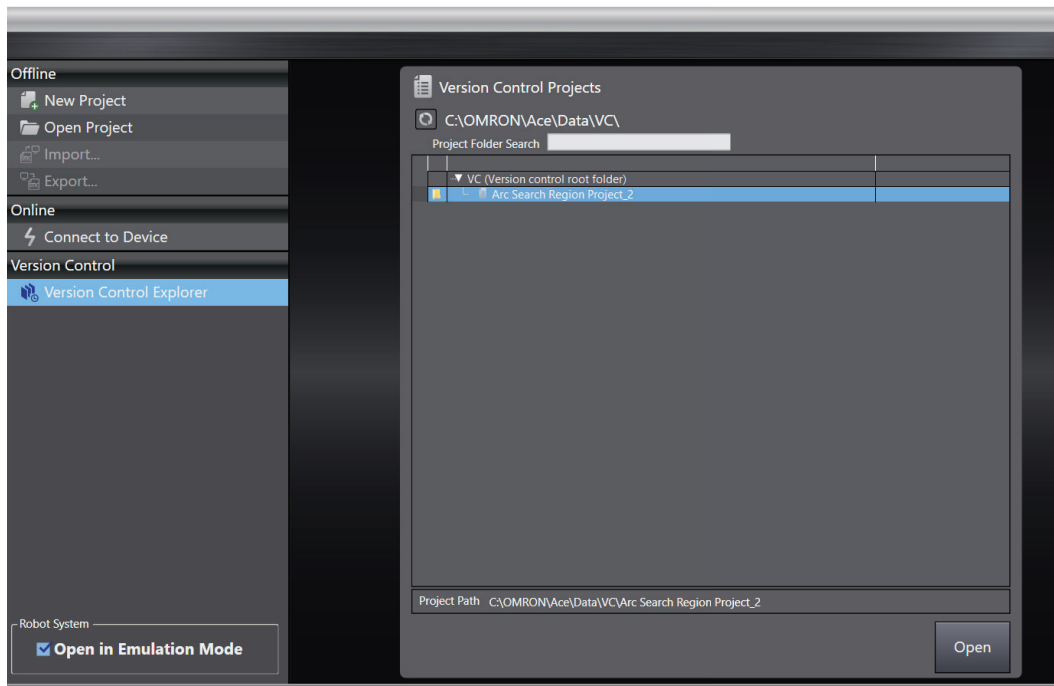 Offline
New Project
Open Project
Import...
Export...
Online
Connect to Device
Version Control
Version Control Explorer
Robot System
Open in Emulation Mode
Version Control Projects
C:\OMRON\Ace\Data\VC\
Project Folder Search
VC (Version control root folder)
Arc Search Region Project_2
Project Path C:\OMRON\Ace\Data\VC\Arc Search Region Project_2
Open